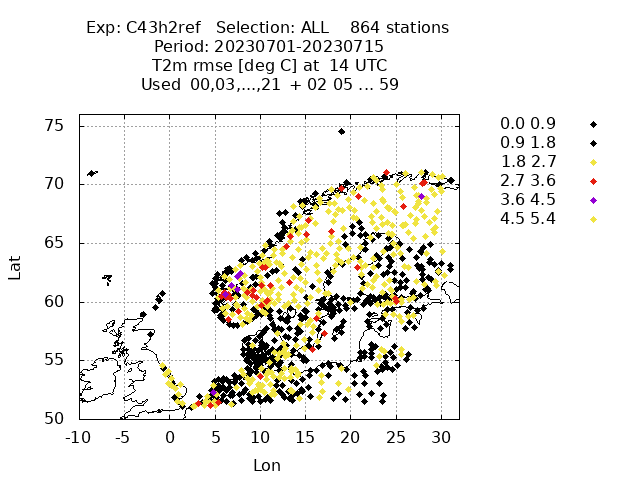 Exp: C43h2ref   Selection: ALL    864 stations
Period: 20230701-20230715
T2m rmse [deg C] at  14 UTC
Used  00,03,...,21  + 02 05 ... 59
0.0 0.9
0.9 1.8
1.8 2.7
2.7 3.6
3.6 4.5
4.5 5.4
75
70
65
60
55
50
Lat
-10 -5 0 5 10 15 20 25 30
Lon